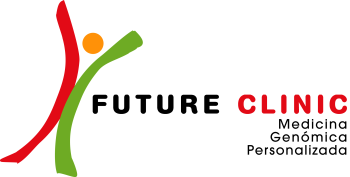 FUTURE CLINIC
Medicina
Genómica
Personalizada